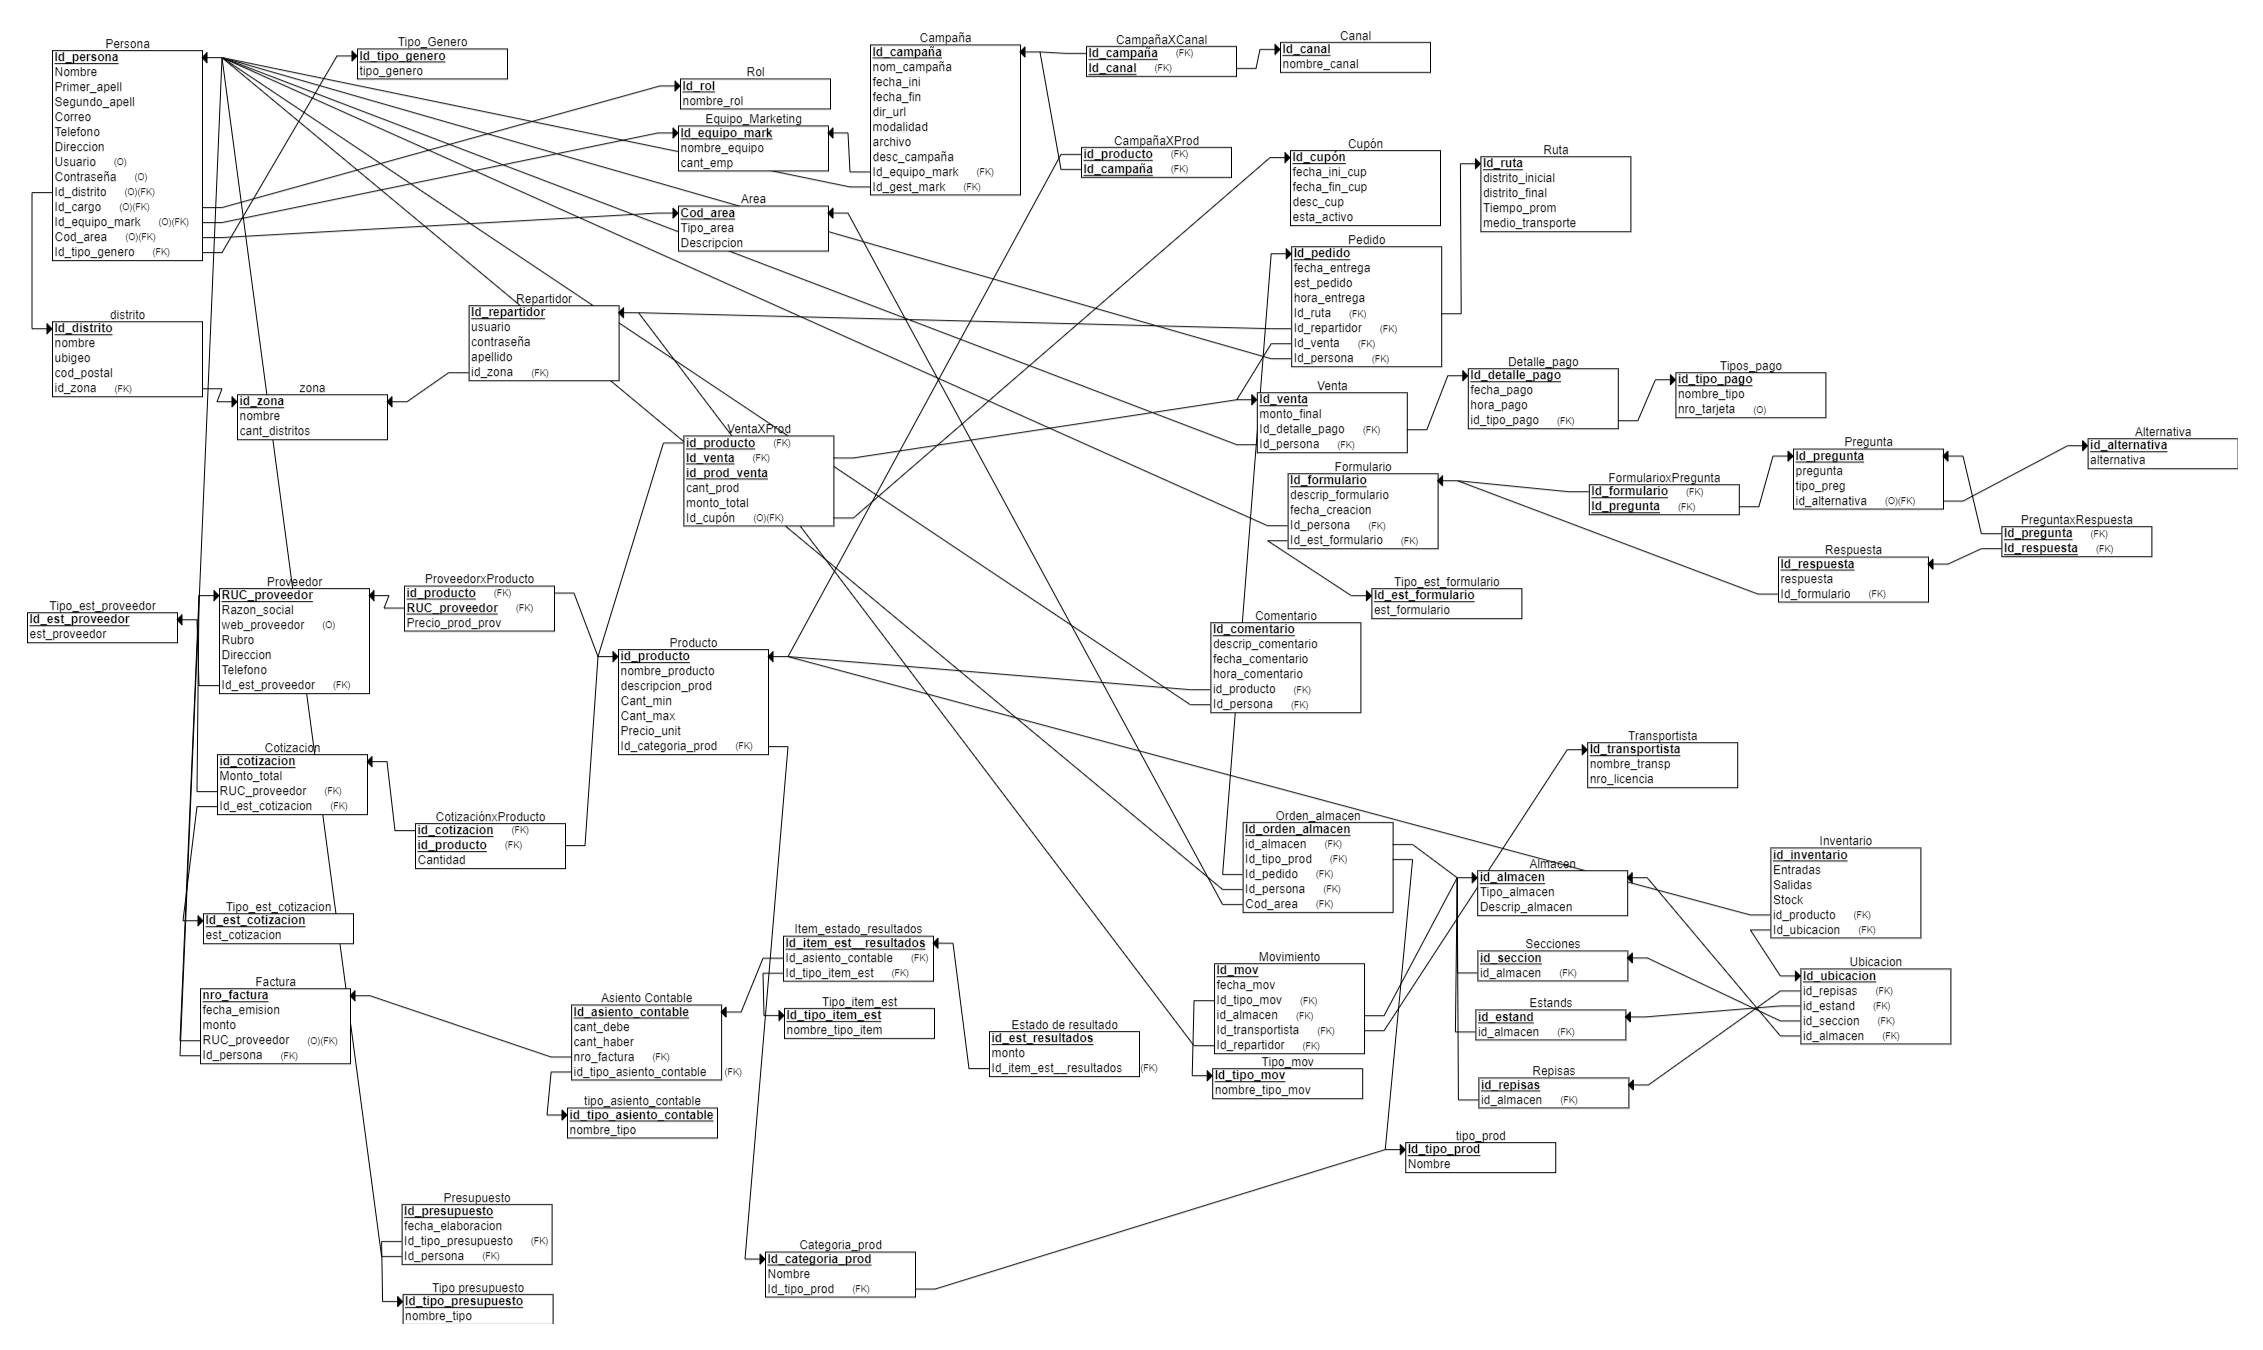 Persona
Id_persona
Nombre
Primer_apell
Segundo_apell
Correo
Telefono
Direccion
Usuario (O)
Contraseña (O)
Id_distrito (O)(FK)
Id_cargo (O)(FK)
Id_equipo_mark (O)(FK)
Cod_area (O)(FK)
Id_tipo_genero (FK)
Tipo_Genero
Id_tipo_genero
tipo_genero
Rol
Id_rol
nombre_rol
Equipo_Marketing
Id_equipo_mark
nombre_equipo
cant_emp
Area
Cod_area
Tipo_area
Descripcion
Campaña
Id_campaña
nom_campaña
fecha_ini
fecha_fin
dir_url
modalidad
archivo
desc_campaña
Id_equipo_mark (FK)
Id_gest_mark (FK)
CampañaXCanal
Id_campaña (FK)
Id_canal (FK)
Canal
Id_canal
nombre_canal
CampañaXProd
id_producto (FK)
Id_campaña (FK)
Cupón
Id_cupón
fecha_ini_cup
fecha_fin_cup
desc_cup
esta_activo
Ruta
Id_ruta
distrito_inicial
distrito_final
Tiempo_prom
medio_transporte
Pedido
Id_pedido
fecha_entrega
est_pedido
hora_entrega
Id_ruta (FK)
Id_repartidor (FK)
Id_venta (FK)
Id_persona (FK)
distrito
Id_distrito
nombre
ubigeo
cod_postal
id_zona (FK)
zona
id_zona
nombre
cant_distritos
Repartidor
Id_repartidor
usuario
contraseña
apellido
id_zona (FK)
VentaXProd
id_producto (FK)
Id_venta (FK)
id_prod_venta
cant_prod
monto_total
Id_cupón (O)(FK)
Venta
Id_venta
monto_final
Id_detalle_pago (FK)
Id_persona (FK)
Detalle_pago
Id_detalle_pago
fecha_pago
hora_pago
id_tipo_pago (FK)
Tipos_pago
id_tipo_pago
nombre_tipo
nro_tarjeta (O)
Formulario
Id_formulario
descrip_formulario
fecha_creacion
Id_persona (FK)
Id_est_formulario (FK)
FormularioxPregunta
Id_formulario (FK)
Id_pregunta (FK)
Pregunta
Id_pregunta
pregunta
tipo_preg
id_alternativa (O)(FK)
Alternativa
id_alternativa
alternativa
PreguntaxRespuesta
Id_pregunta (FK)
Id_respuesta (FK)
Respuesta
Id_respuesta
respuesta
Id_formulario (FK)
Tipo_est_formulario
Id_est_formulario
est_formulario
Tipo_est_proveedor
Id_est_proveedor
est_proveedor
Proveedor
RUC_proveedor
Razon_social
web_proveedor (O)
Rubro
Direccion
Telefono
Id_est_proveedor (FK)
ProveedorxProducto
id_producto (FK)
RUC_proveedor (FK)
Precio_prod_prov
Producto
id_producto
nombre_producto
descripcion_prod
Cant_min
Cant_max
Precio_unit
Id_categoria_prod (FK)
Comentario
Id_comentario
descrip_comentario
fecha_comentario
hora_comentario
id_producto (FK)
Id_persona (FK)
Cotizacion
id_cotizacion
Monto_total
RUC_proveedor (FK)
Id_est_cotizacion (FK)
CotizaciónxProducto
id_cotizacion (FK)
id_producto (FK)
Cantidad
Transportista
Id_transportista
nombre_transp
nro_licencia
Orden_almacen
Id_orden_almacen
id_almacen (FK)
Id_tipo_prod (FK)
Id_pedido (FK)
Id_persona (FK)
Cod_area (FK)
Almacen
id_almacen
Tipo_almacen
Descrip_almacen
Inventario
id_inventario
Entradas
Salidas
Stock
id_producto (FK)
Id_ubicacion (FK)
Tipo_est_cotizacion
Id_est_cotizacion
est_cotizacion
Item_estado_resultados
Id_item_est__resultados
Id_asiento_contable (FK)
Id_tipo_item_est (FK)
Tipo_item_est
Id_tipo_item_est
nombre_tipo_item
Secciones
id_seccion
id_almacen (FK)
Estands
id_estand
id_almacen (FK)
Repisas
id_repisas
id_almacen (FK)
Ubicacion
Id_ubicacion
id_repisas (FK)
id_estand (FK)
id_seccion (FK)
id_almacen (FK)
Movimiento
Id_mov
fecha_mov
Id_tipo_mov (FK)
id_almacen (FK)
Id_transportista (FK)
Id_repartidor (FK)
Tipo_mov
Id_tipo_mov
nombre_tipo_mov
Factura
nro_factura
fecha_emision
monto
RUC_proveedor (O)(FK)
Id_persona (FK)
Asiento Contable
Id_asiento_contable
cant_debe
cant_haber
nro_factura (FK)
id_tipo_asiento_contable (FK)
tipo_asiento_contable
id_tipo_asiento_contable
nombre_tipo
Estado de resultado
id_est_resultados
monto
Id_item_est__resultados (FK)
tipo_prod
Id_tipo_prod
Nombre
Presupuesto
Id_presupuesto
fecha_elaboracion
Id_tipo_presupuesto (FK)
Id_persona (FK)
Tipo presupuesto
Id_tipo_presupuesto
nombre_tipo
Categoria_prod
Id_categoria_prod
Nombre
Id_tipo_prod (FK)